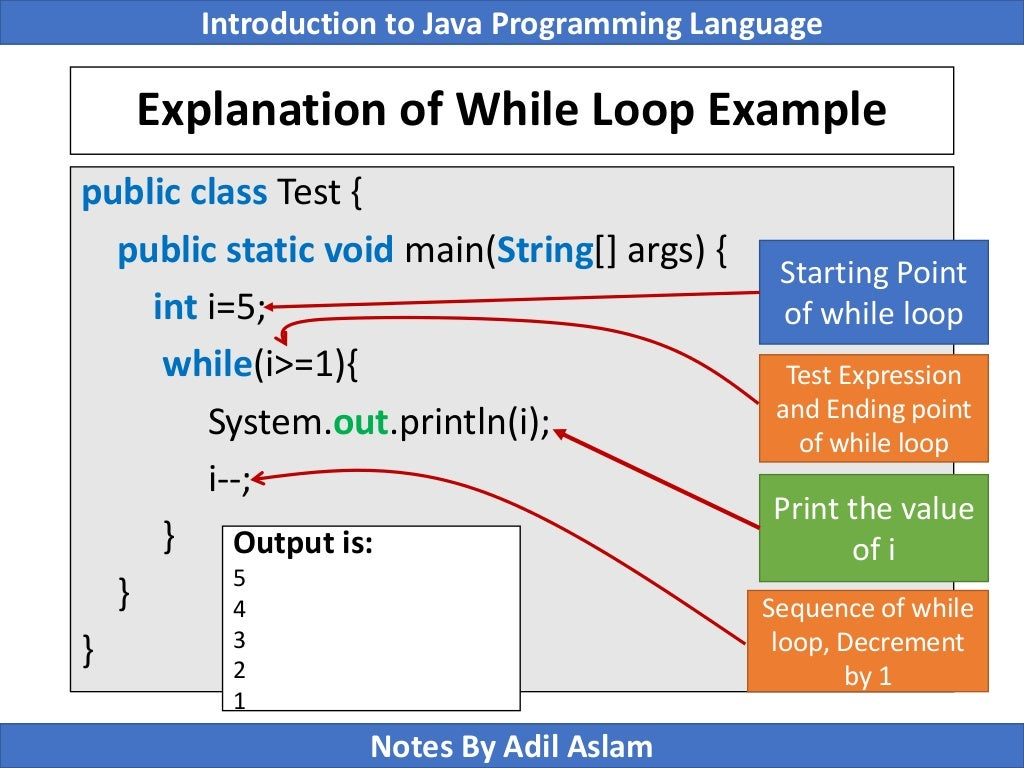 Introduction to Java Programming Language
Explanation of While Loop Example
public class Test {
public static void main(String[] args) {
int i=5;
while(i>=1){
System.out.println(i);
i--;
}
}
}
Output is:
5
4
3
2
1
Starting Point
of while loop
Test Expression
and Ending point
of while loop
Print the value
of i
Sequence of while
loop, Decrement
by 1
Notes By Adil Aslam